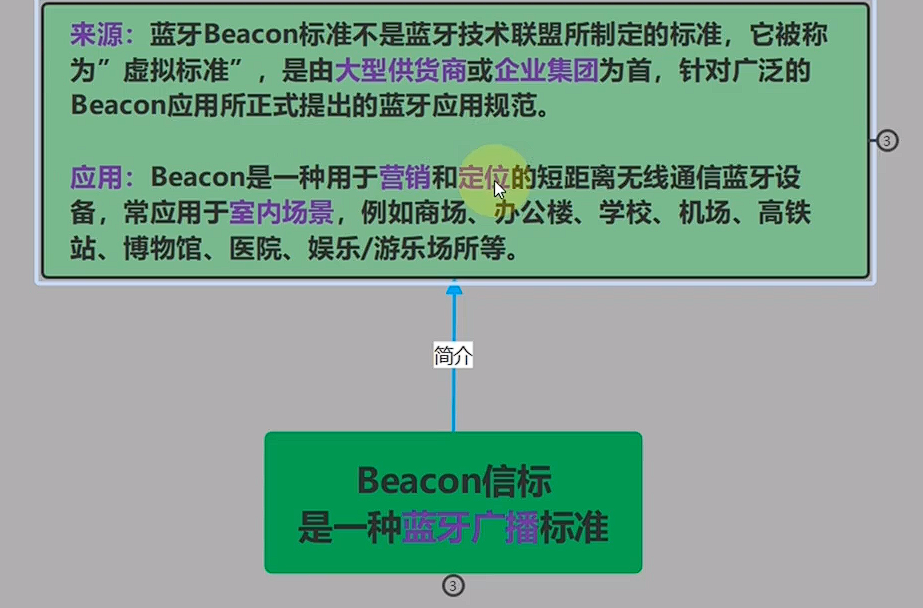 来源：蓝牙Beacon标准不是蓝牙技术联盟所制定的标准，它被称
为”虚拟标准”，是由大型供货商或企业集团为首，针对广泛的
Beacon应用所正式提出的蓝牙应用规范。
应用：Beacon是一种用于营销和定位的短距离无线通信蓝牙设
备，常应用于室内场景，例如商场、办公楼、学校、机场、高铁
站、博物馆、医院、娱乐/游乐场所等。
3
简介
Beacon信标
是一种蓝牙广播标准
3